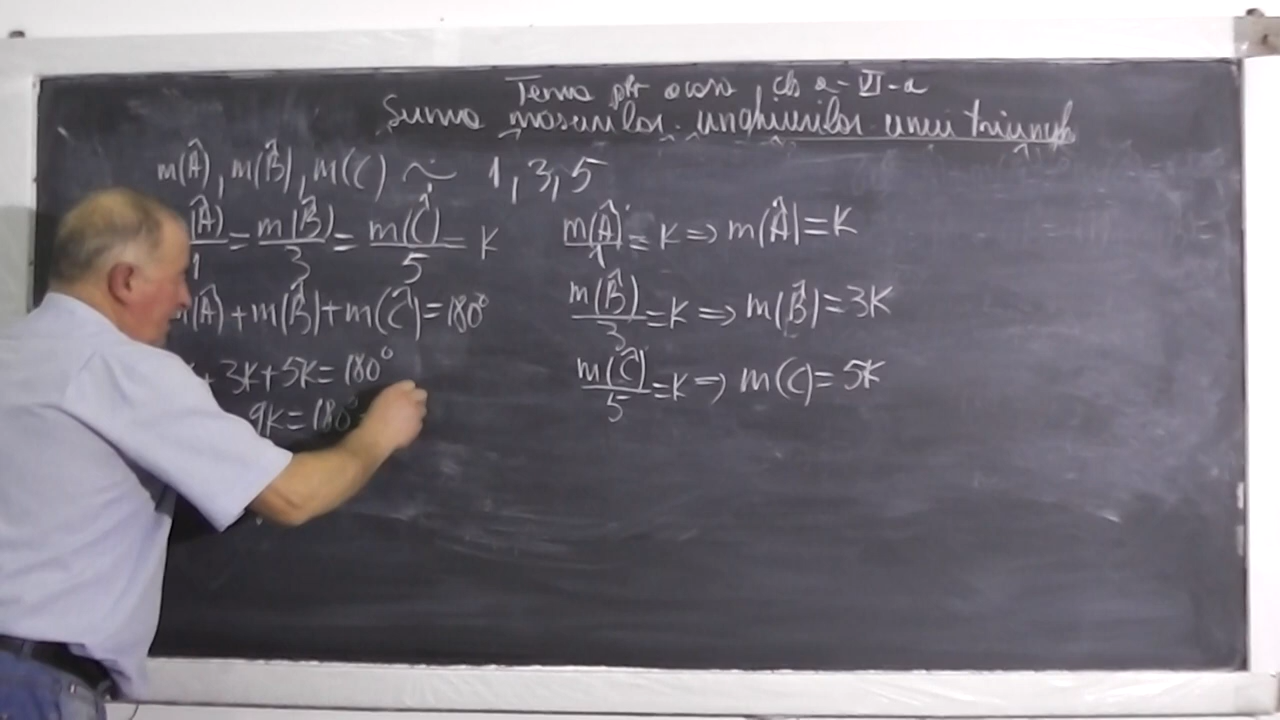 Tema ptr acasa, cls a-VI-a
Suma măsurilor unghiurilor unui triunghi
m(Â), m(B̂), m(C) ~ 1, 3, 5
(Â)/1 = m(B̂)/3 = m(Ĉ)/5 = K
m(Â)/1 = K => m(Â) = K
m(Â)+m(B̂)+m(Ĉ)=180°
m(B̂)/3 = K => m(B̂) = 3K
+ 3K+5K=180°
m(Ĉ)/5 = K => m(C) = 5K
9K=180°